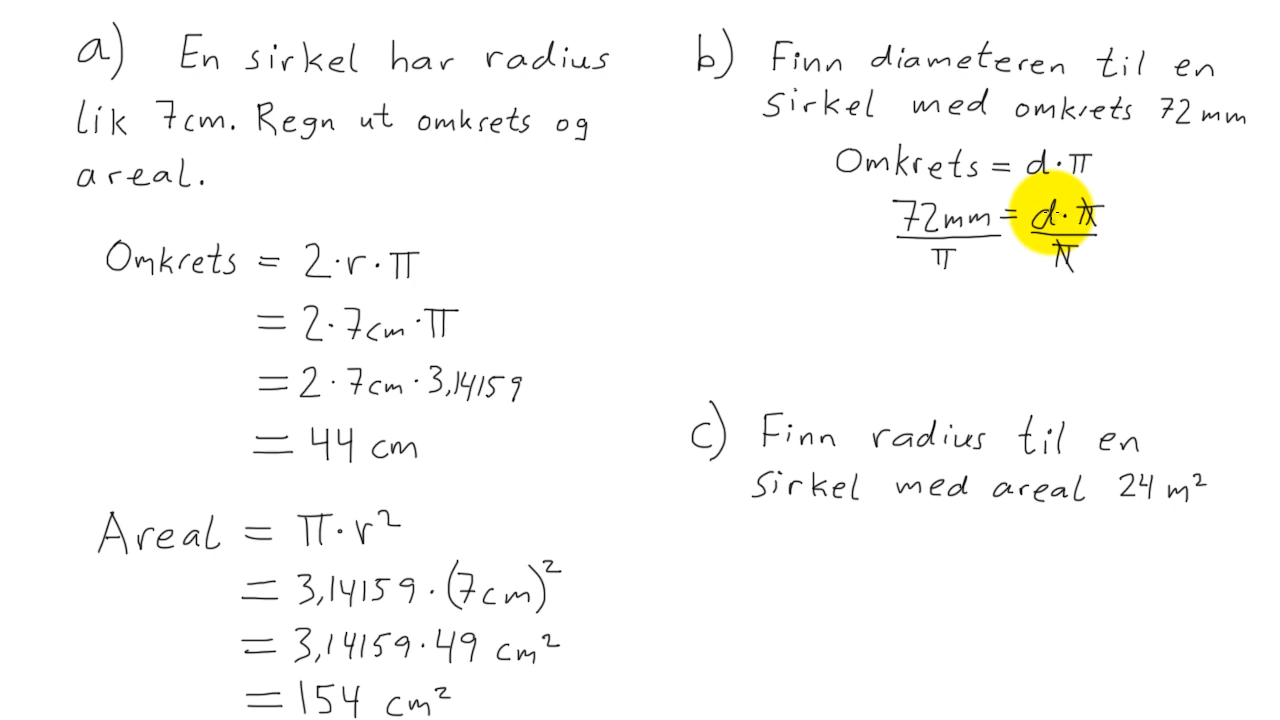 a) En sirkel har radius
lik 7cm. Regn ut omkrets og
areal.
Omkrets = 2·r·π
= 2·7cm·π
= 2·7cm·3,14159
= 44 cm
Areal = π·r²
= 3,14159·(7cm)²
= 3,14159·49 cm²
= 154 cm²
b) Finn diameteren til en
sirkel med omkrets 72mm
Omkrets = d·π
72mm = d·π
π π
c) Finn radius til en
sirkel med areal 24 m²